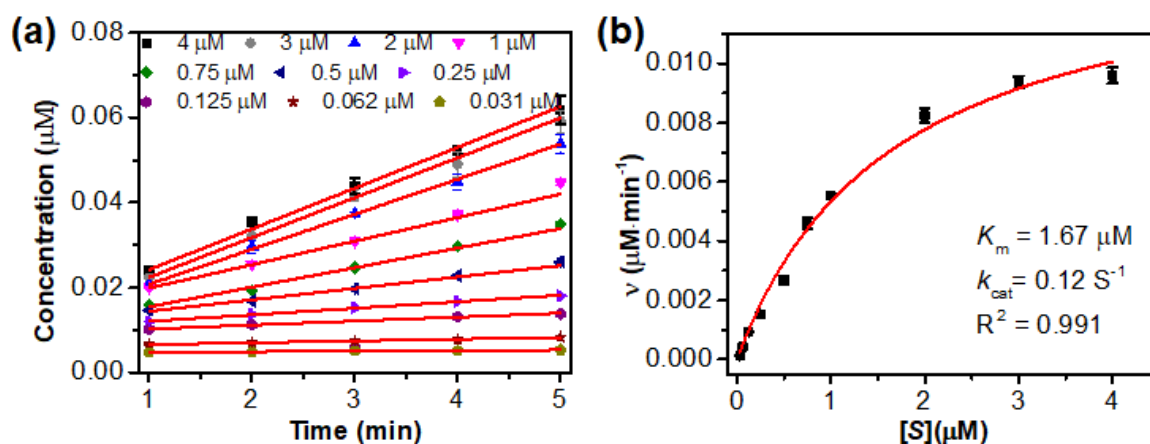 (a)
0.08
0.06
0.04
0.02
0.00
Concentration (μM)
4 μM 3 μM 2 μM 1 μM
0.75 μM 0.5 μM 0.25 μM
0.125 μM 0.062 μM 0.031 μM
1 2 3 4 5
Time (min)
(b)
0.010
0.008
0.006
0.004
0.002
0.000
ν (μM·min⁻¹)
Km = 1.67 μM
kcat= 0.12 S⁻¹
R² = 0.991
0 1 2 3 4
[S](μM)